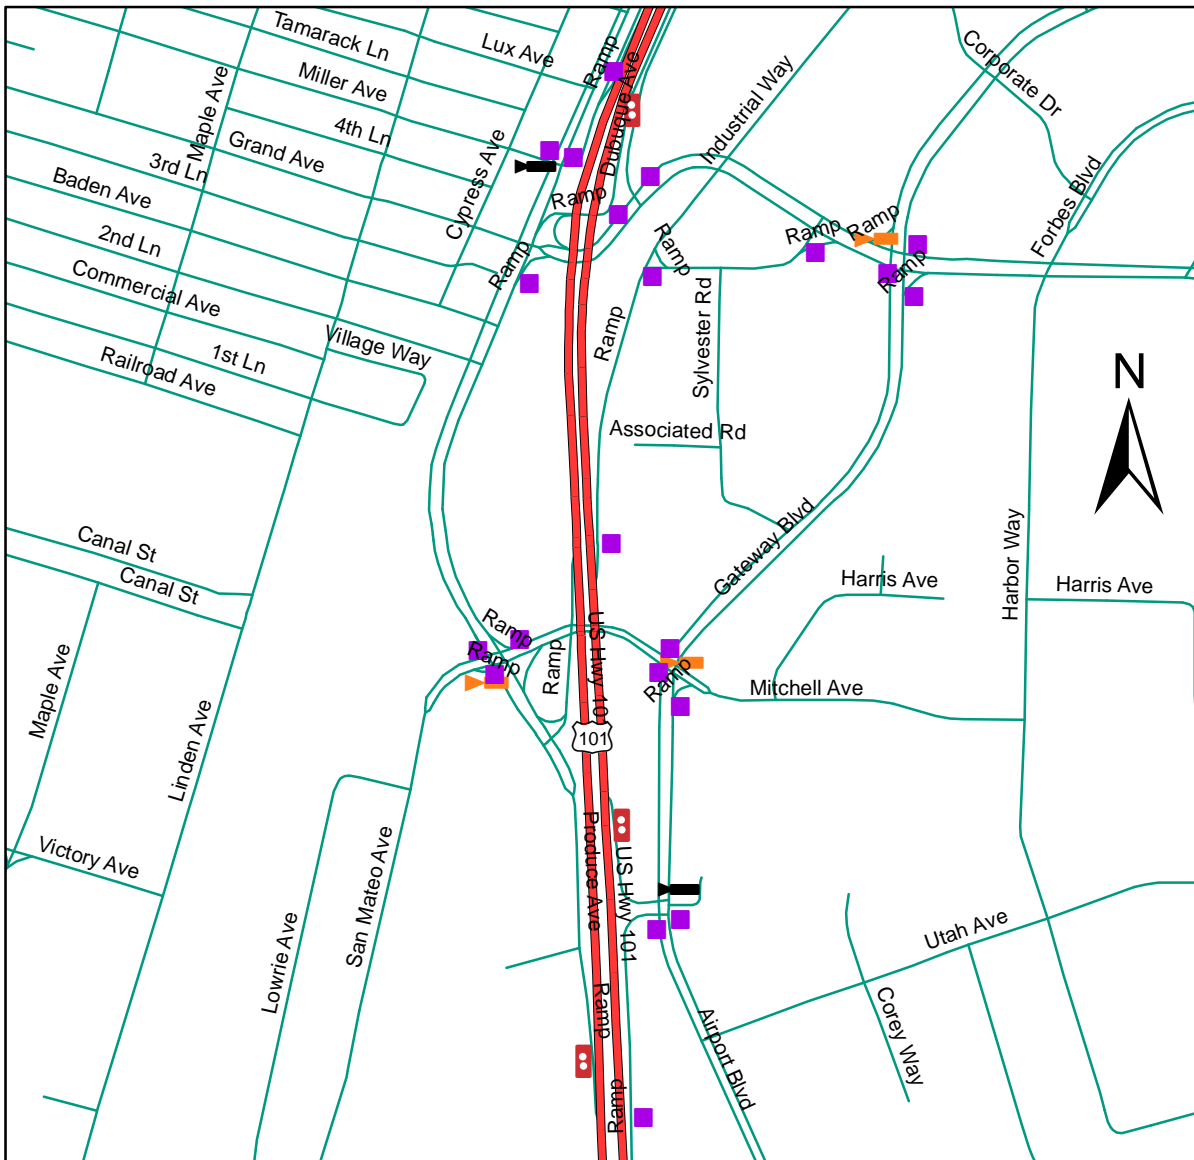 Tamarack Ln
Lux Ave
Ramp
Corporate Dr
Miller Ave
Dubuque Ave
Industrial Way
Maple Ave
4th Ln
Grand Ave
3rd Ln
Cypress Ave
Baden Ave
Ramp
Forbes Blvd
2nd Ln
Ramp
Ramp
Ramp
Ramp
Ramp
Commercial Ave
Sylvester Rd
Ramp
Village Way
1st Ln
Railroad Ave
N
Associated Rd
Canal St
Canal St
Gateway Blvd
Harbor Way
Harris Ave
Harris Ave
Ramp
US Hwy 101
Ramp
Ramp
Ramp
Mitchell Ave
Maple Ave
Linden Ave
101
Victory Ave
San Mateo Ave
Produce Ave
US Hwy 101
Lowrie Ave
Utah Ave
Corey Way
Ramp
Airport Blvd
Ramp